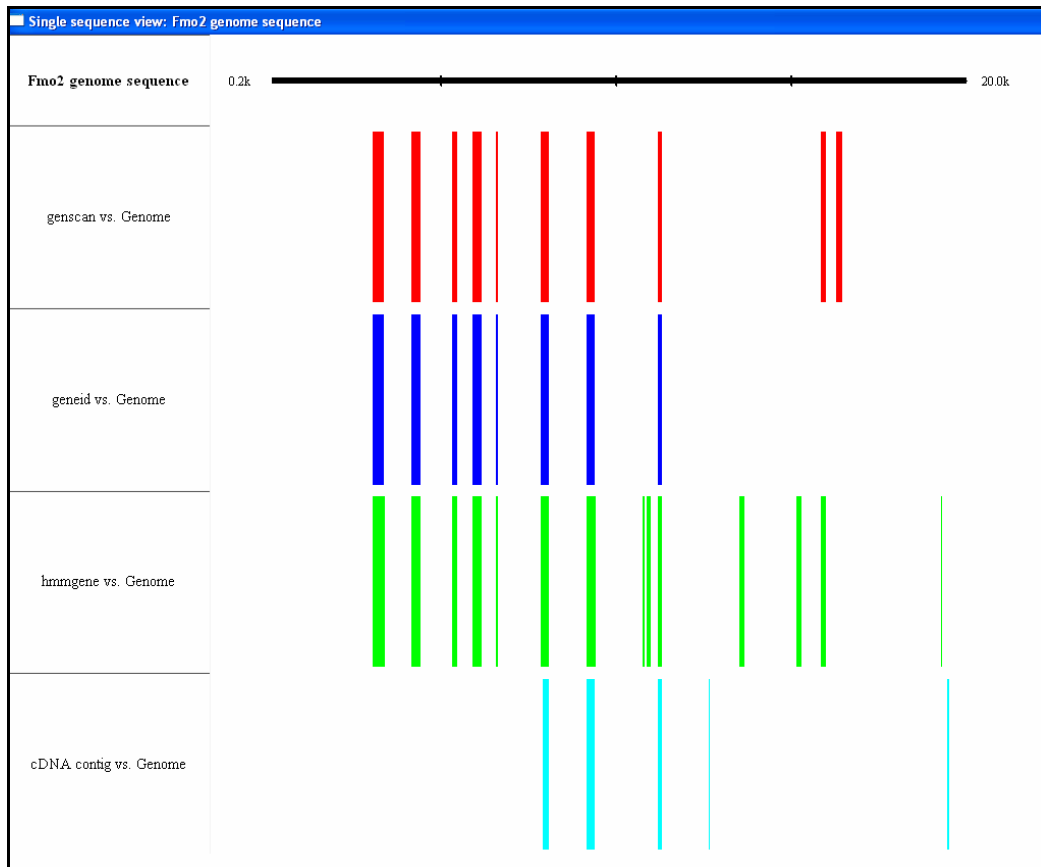 Single sequence view: Fmo2 genome sequence
Fmo2 genome sequence
0.2k
20.0k
genscan vs. Genome
geneid vs. Genome
hmmgene vs. Genome
cDNA contig vs. Genome